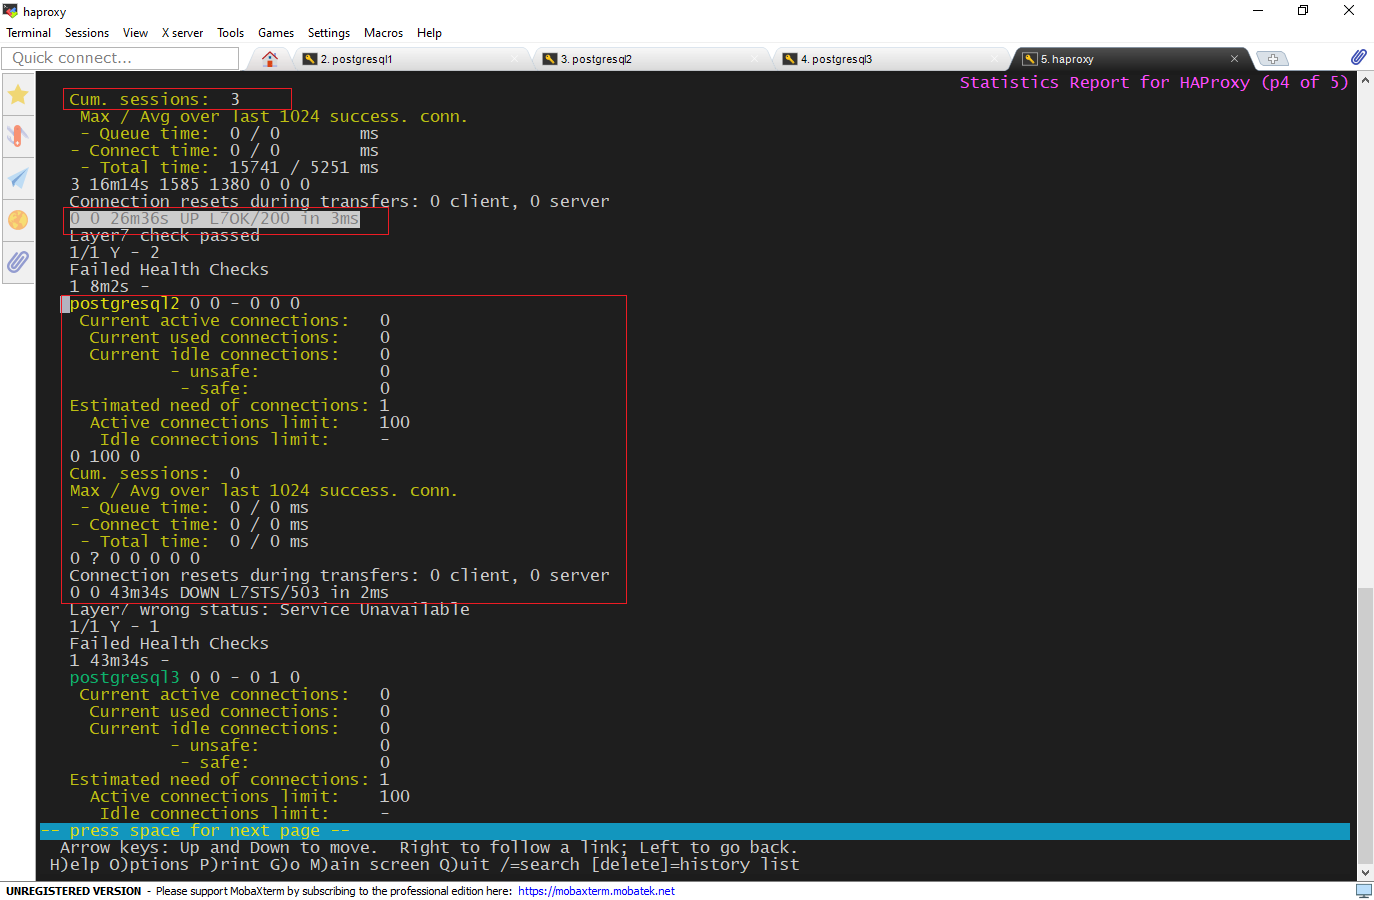 haproxy
Terminal Sessions View X server Tools Games Settings Macros Help
Quick connect...
2. postgresql1
3. postgresql2
4. postgresql3
5. haproxy
Statistics Report for HAProxy (p4 of 5)
Cum. sessions: 3
Max / Avg over last 1024 success. conn.
- Queue time: 0 / 0 ms
- Connect time: 0 / 0 ms
- Total time: 15741 / 5251 ms
3 16m14s 1585 1380 0 0 0
Connection resets during transfers: 0 client, 0 server
0 0 26m36s UP L7OK/200 in 3ms
Layer7 check passed
1/1 Y - 2
Failed Health Checks
1 8m2s -
postgresql2 0 0 - 0 0 0
Current active connections: 0
Current used connections: 0
Current idle connections: 0
- unsafe: 0
- safe: 0
Estimated need of connections: 1
Active connections limit: 100
Idle connections limit: -
0 100 0
Cum. sessions: 0
Max / Avg over last 1024 success. conn.
- Queue time: 0 / 0 ms
- Connect time: 0 / 0 ms
- Total time: 0 / 0 ms
0 ? 0 0 0 0 0
Connection resets during transfers: 0 client, 0 server
0 0 43m34s DOWN L7STS/503 in 2ms
Layer7 wrong status: Service Unavailable
1/1 Y - 1
Failed Health Checks
1 43m34s -
postgresql3 0 0 - 0 1 0
Current active connections: 0
Current used connections: 0
Current idle connections: 0
- unsafe: 0
- safe: 0
Estimated need of connections: 1
Active connections limit: 100
Idle connections limit: -
-- press space for next page --
Arrow keys: Up and Down to move. Right to follow a link; Left to go back.
H)elp O)ptions P)rint G)o M)ain screen Q)uit /=search [delete]=history list
UNREGISTERED VERSION - Please support MobaXterm by subscribing to the professional edition here: https://mobaxterm.mobatek.net